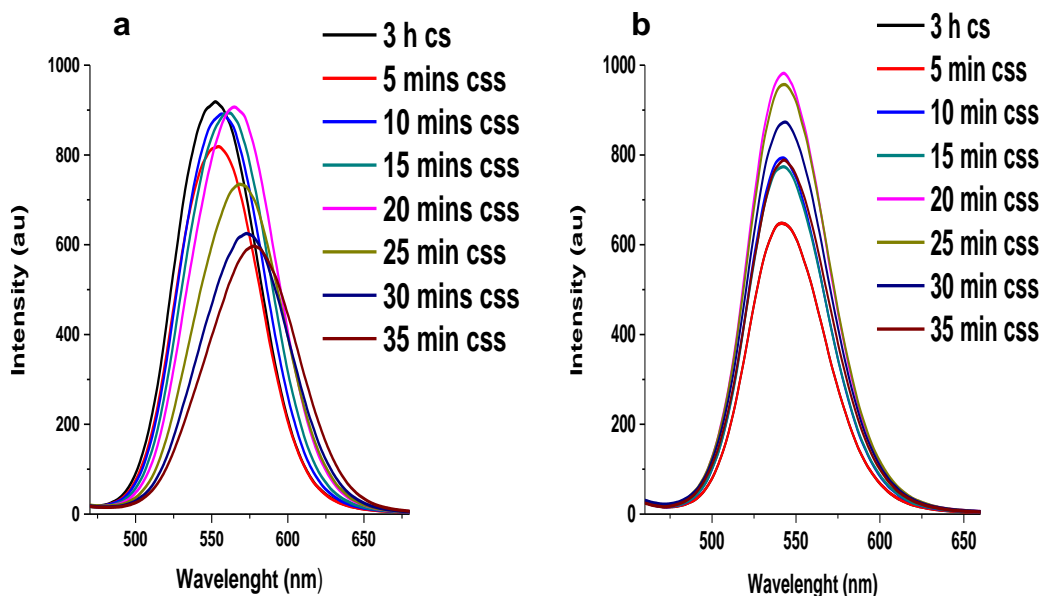 a
3 h cs
5 mins css
10 mins css
15 mins css
20 mins css
25 min css
30 mins css
35 min css
1000
800
600
400
200
0
500
550
600
650
Intensity (au)
Wavelenght (nm)
b
3 h cs
5 min css
10 min css
15 min css
20 min css
25 min css
30 min css
35 min css
1000
800
600
400
200
0
500
550
600
650
Intensity (au)
Wavelenght (nm)